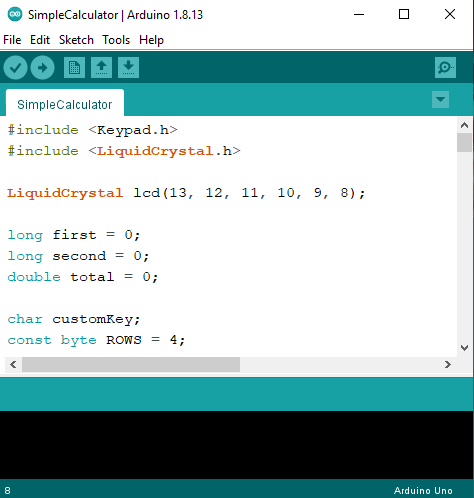 SimpleCalculator | Arduino 1.8.13
File Edit Sketch Tools Help
SimpleCalculator
#include <Keypad.h>
#include <LiquidCrystal.h>
LiquidCrystal lcd(13, 12, 11, 10, 9, 8);
long first = 0;
long second = 0;
double total = 0;
char customKey;
const byte ROWS = 4;
8 Arduino Uno